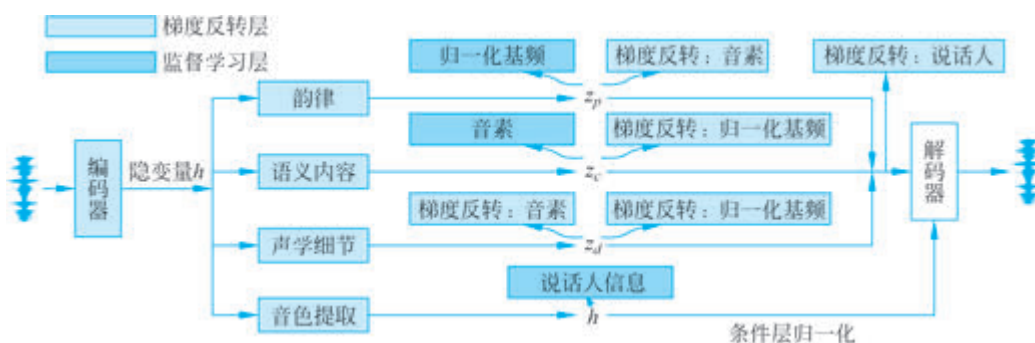 梯度反转层
监督学习层
归一化基频
梯度反转：音素
梯度反转：说话人
韵律
z_p
音素
梯度反转：归一化基频
编码器
隐变量h
语义内容
z_c
解码器
梯度反转：音素
梯度反转：归一化基频
声学细节
z_d
说话人信息
音色提取
h
条件层归一化